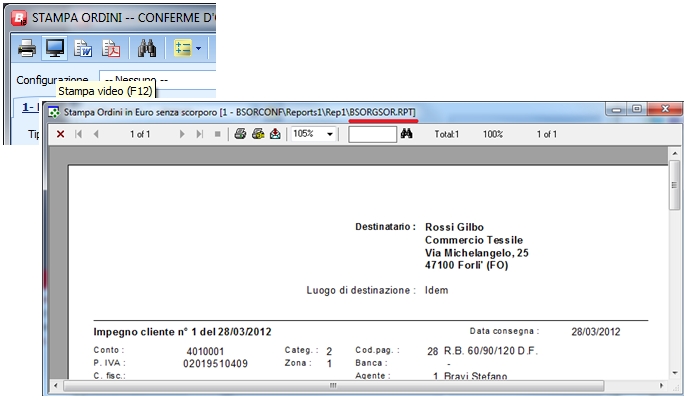 STAMPA ORDINI -- CONFERME D'
Configurazione -- Nessuno --
Stampa video (F12)
1-
Tip
Stampa Ordini in Euro senza scorporo [1 - BSORCONF\Reports1\Rep1\BSORGSOR.RPT]
1 of 1 105% Total:1 100% 1 of 1
Destinatario : Rossi Gilbo
Commercio Tessile
Via Michelangelo, 25
47100 Forli' (FO)
Luogo di destinazione : Idem
Impegno cliente n° 1 del 28/03/2012 Data consegna : 28/03/2012
Conto : 4010001 Categ. : 2 Cod.pag. : 28 R.B. 60/90/120 D.F.
P. IVA : 02019510409 Zona : 1 Banca : -
C. fisc.: Agente : 1 Bravi Stefano